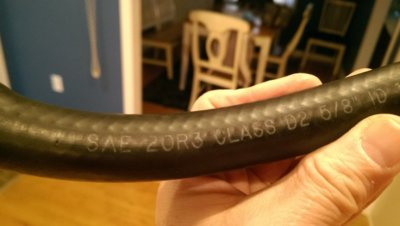 SAE 20R3 CLASS D2 5/8" ID